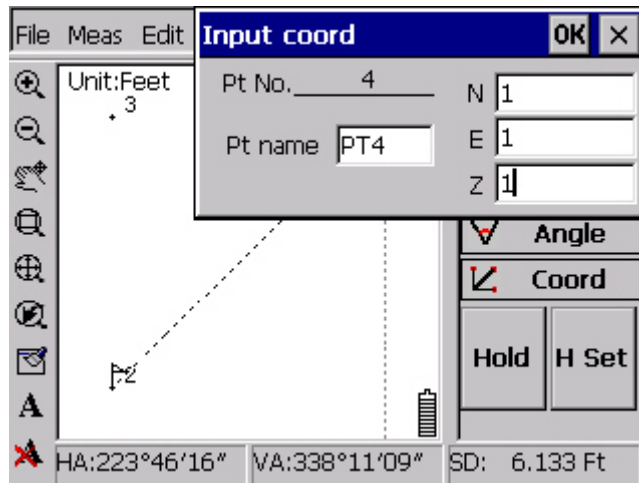 File Meas Edit
Input coord OK ×
Unit:Feet
3
Pt No. 4
N 1
Pt name PT4
E 1
Z 1
Angle
Coord
Hold H Set
2
A
A
HA:223°46′16″ VA:338°11′09″ SD: 6.133 Ft